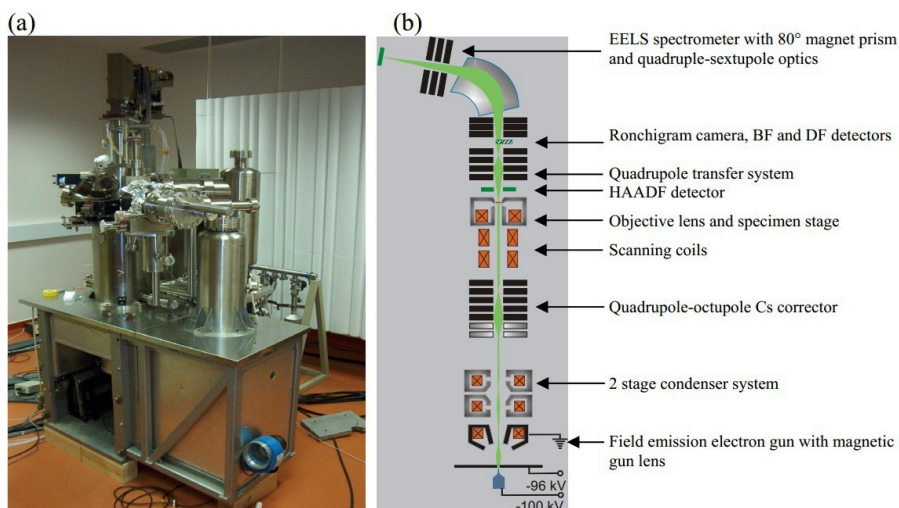 (a)
(b)
EELS spectrometer with 80° magnet prism
and quadruple-sextupole optics
Ronchigram camera, BF and DF detectors
Quadrupole transfer system
HAADF detector
Objective lens and specimen stage
Scanning coils
Quadrupole-octupole Cs corrector
2 stage condenser system
Field emission electron gun with magnetic
gun lens
-96 kV
-100 kV